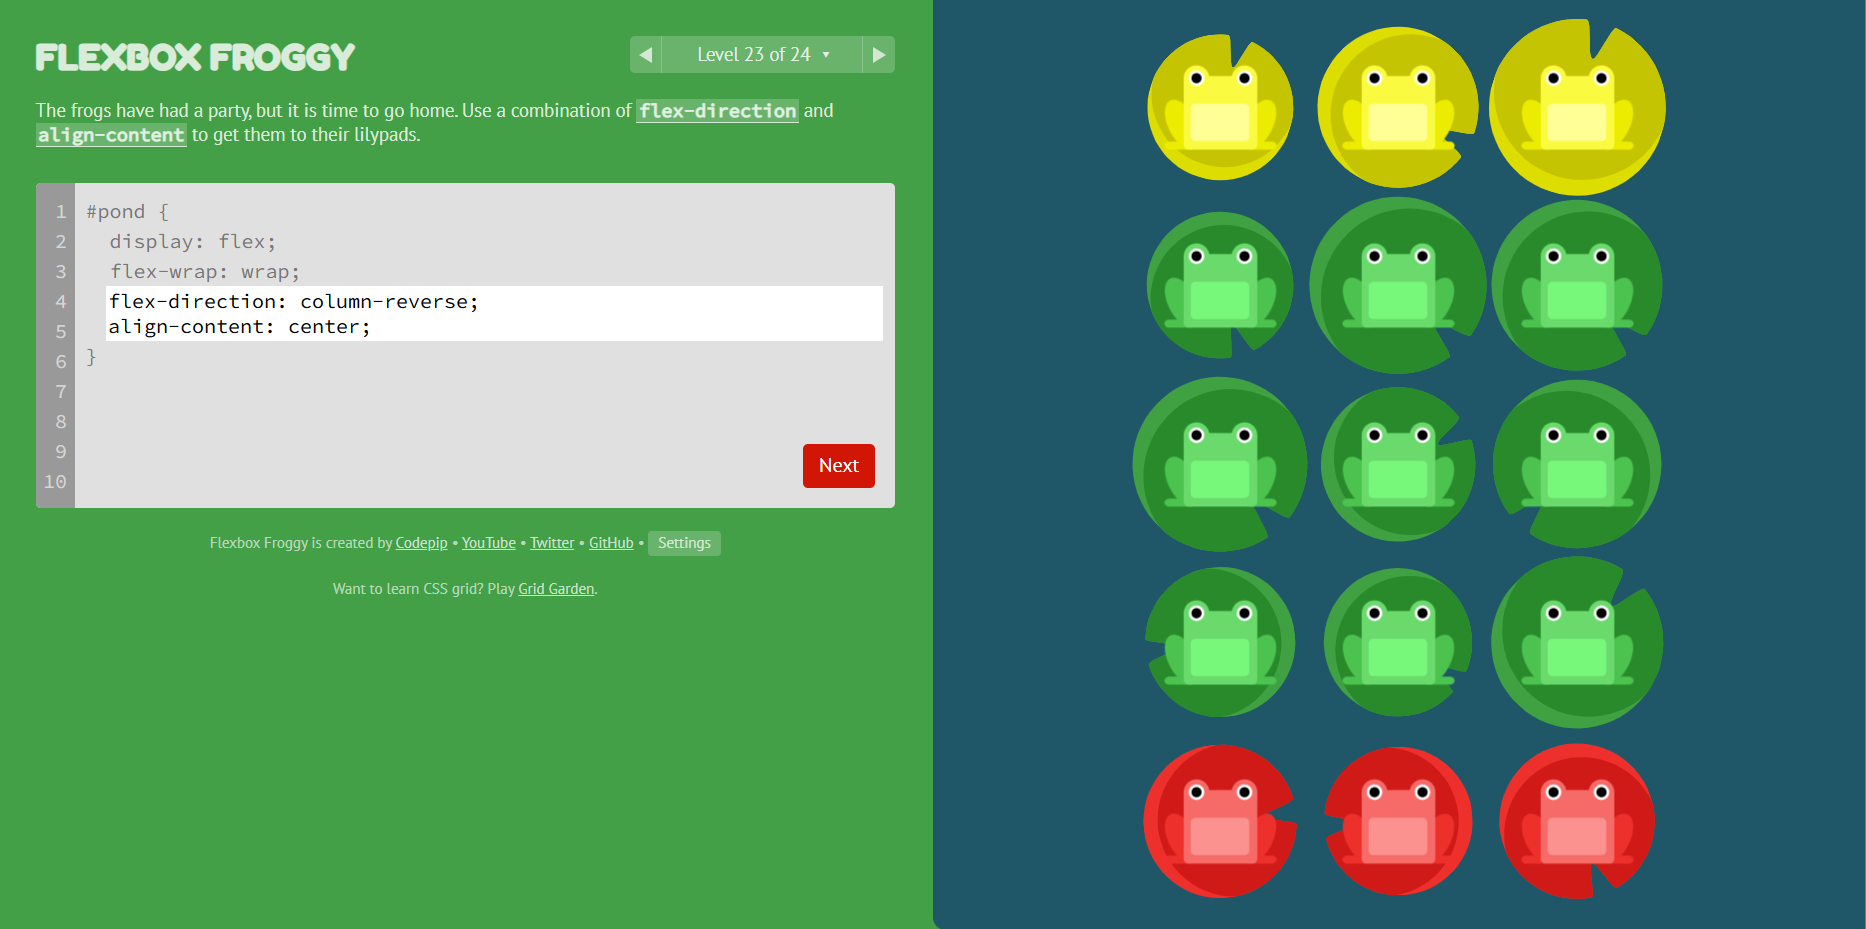 FLEXBOX FROGGY
Level 23 of 24
The frogs have had a party, but it is time to go home. Use a combination of flex-direction and
align-content to get them to their lilypads.
1 #pond {
2 display: flex;
3 flex-wrap: wrap;
4 flex-direction: column-reverse;
5 align-content: center;
6 }
7
8
9
10
Next
Flexbox Froggy is created by Codepip • YouTube • Twitter • GitHub • Settings
Want to learn CSS grid? Play Grid Garden.